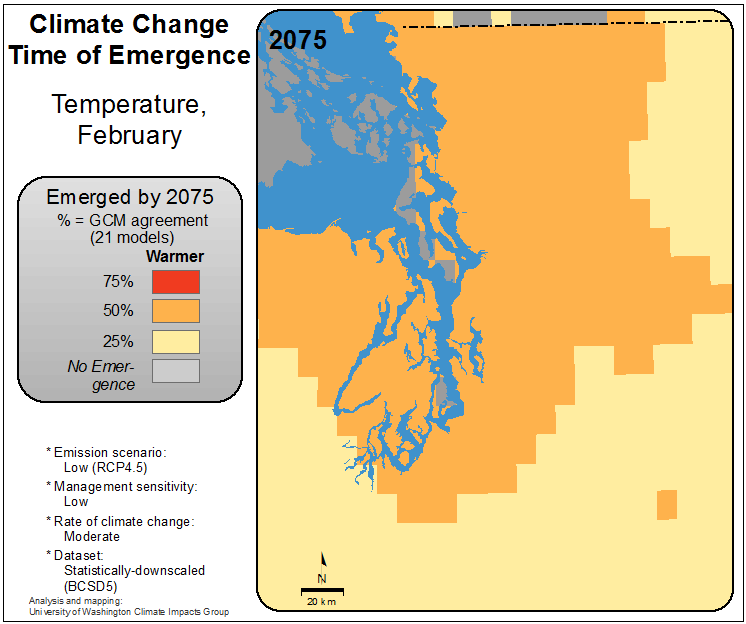 Climate Change
Time of Emergence
Temperature,
February
Emerged by 2075
% = GCM agreement
(21 models)
Warmer
75%
50%
25%
No Emer-
gence
* Emission scenario:
Low (RCP4.5)
* Management sensitivity:
Low
* Rate of climate change:
Moderate
* Dataset:
Statistically-downscaled
(BCSD5)
Analysis and mapping:
University of Washington Climate Impacts Group
2075
N
20 km